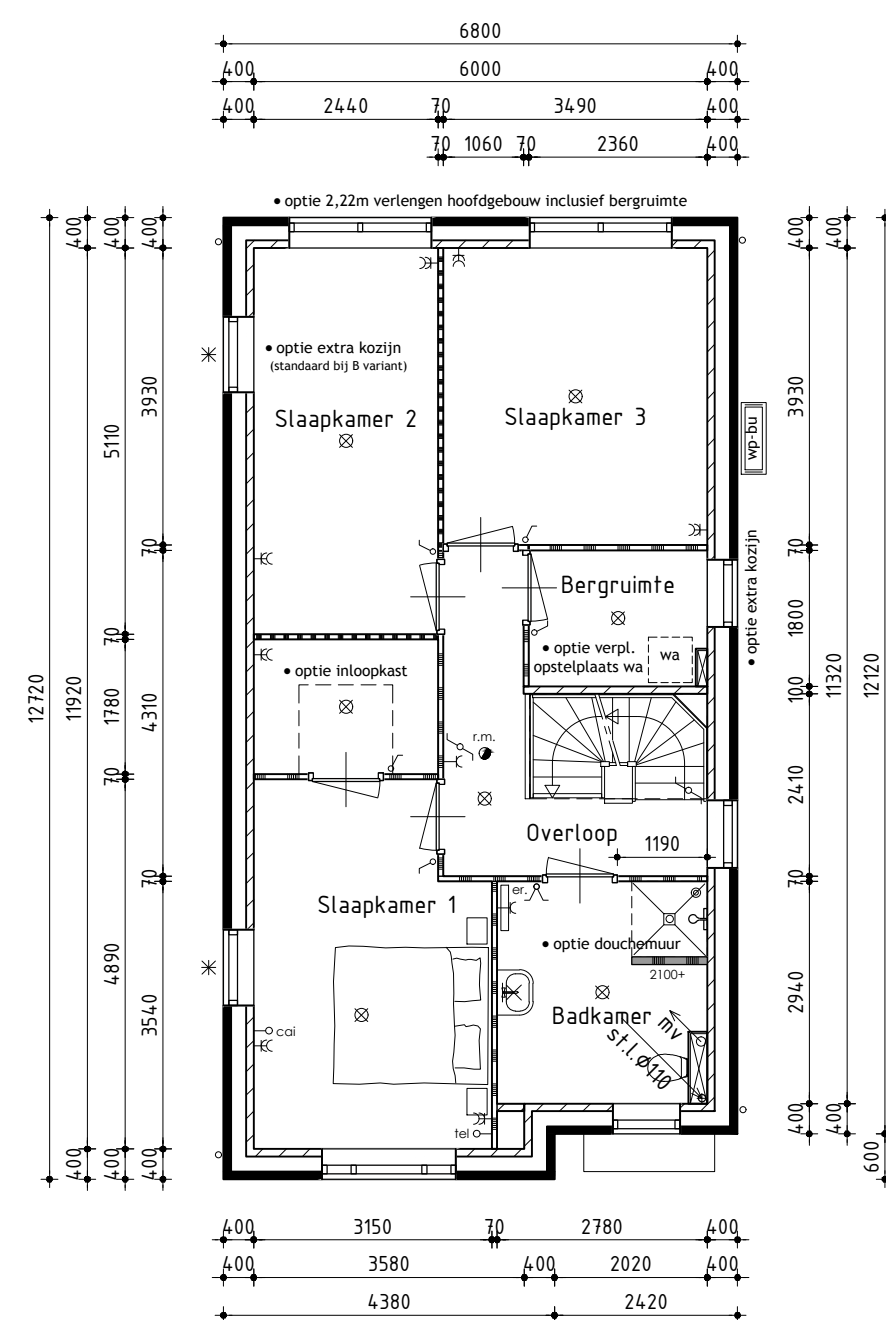 6800
400 6000 400
400 2440 70 3490 400
70 1060 70 2360 400
• optie 2,22m verlengen hoofdgebouw inclusief bergruimte
12720
400 11920 400
400 5110 70 1780 70 4890 400
400 3930 70 4310 70 3540 400
• optie extra kozijn
(standaard bij B variant)
Slaapkamer 2
Slaapkamer 3
wp-bu
• optie extra kozijn
Bergruimte
• optie verpl.
opstelplaats wa
wa
• optie inloopkast
r.m.
Overloop
1190
Slaapkamer 1
er.
• optie douchemuur
2100+
Badkamer
mv
st.l.ø110
cai
tel
400 3930 70 1800 100 2410 70 2940 400
400 11320 400
12120 600
400 3150 70 2780 400
400 3580 400 2020 400
4380 2420